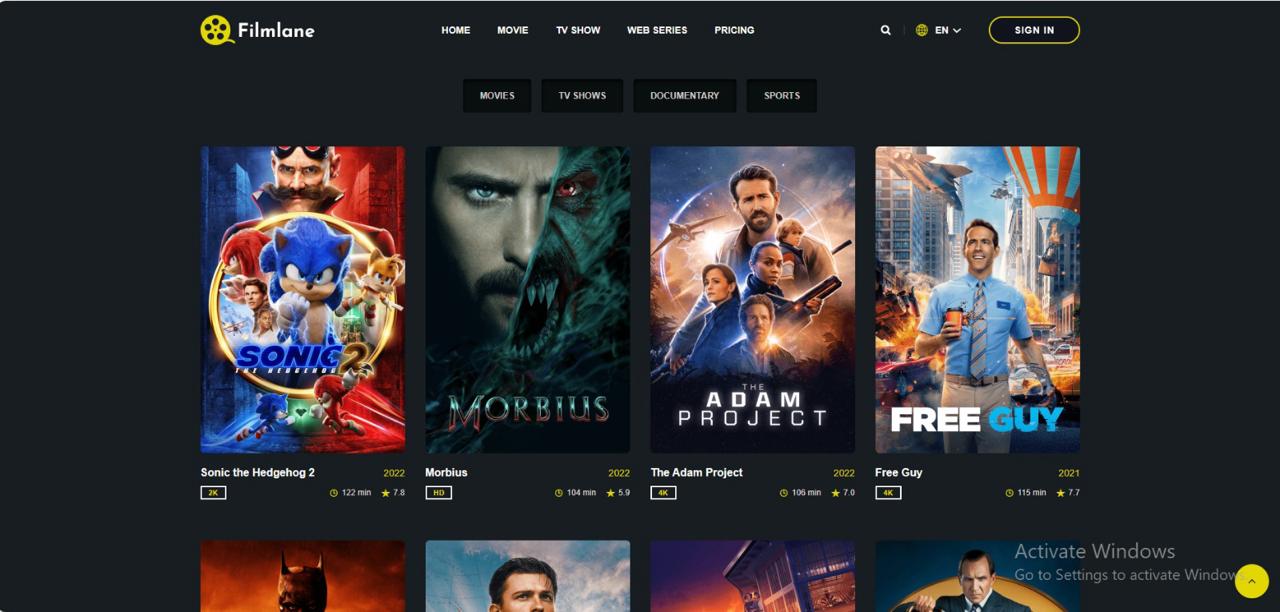 Filmlane
HOME MOVIE TV SHOW WEB SERIES PRICING
EN
SIGN IN
MOVIES TV SHOWS DOCUMENTARY SPORTS
SONIC 2
THE HEDGEHOG
MORBIUS
THE
ADAM
PROJECT
FREE GUY
Sonic the Hedgehog 2 2022
2K 122 min 7.8
Morbius 2022
HD 104 min 5.9
The Adam Project 2022
4K 106 min 7.0
Free Guy 2021
4K 115 min 7.7
Activate Windows
Go to Settings to activate Windows.